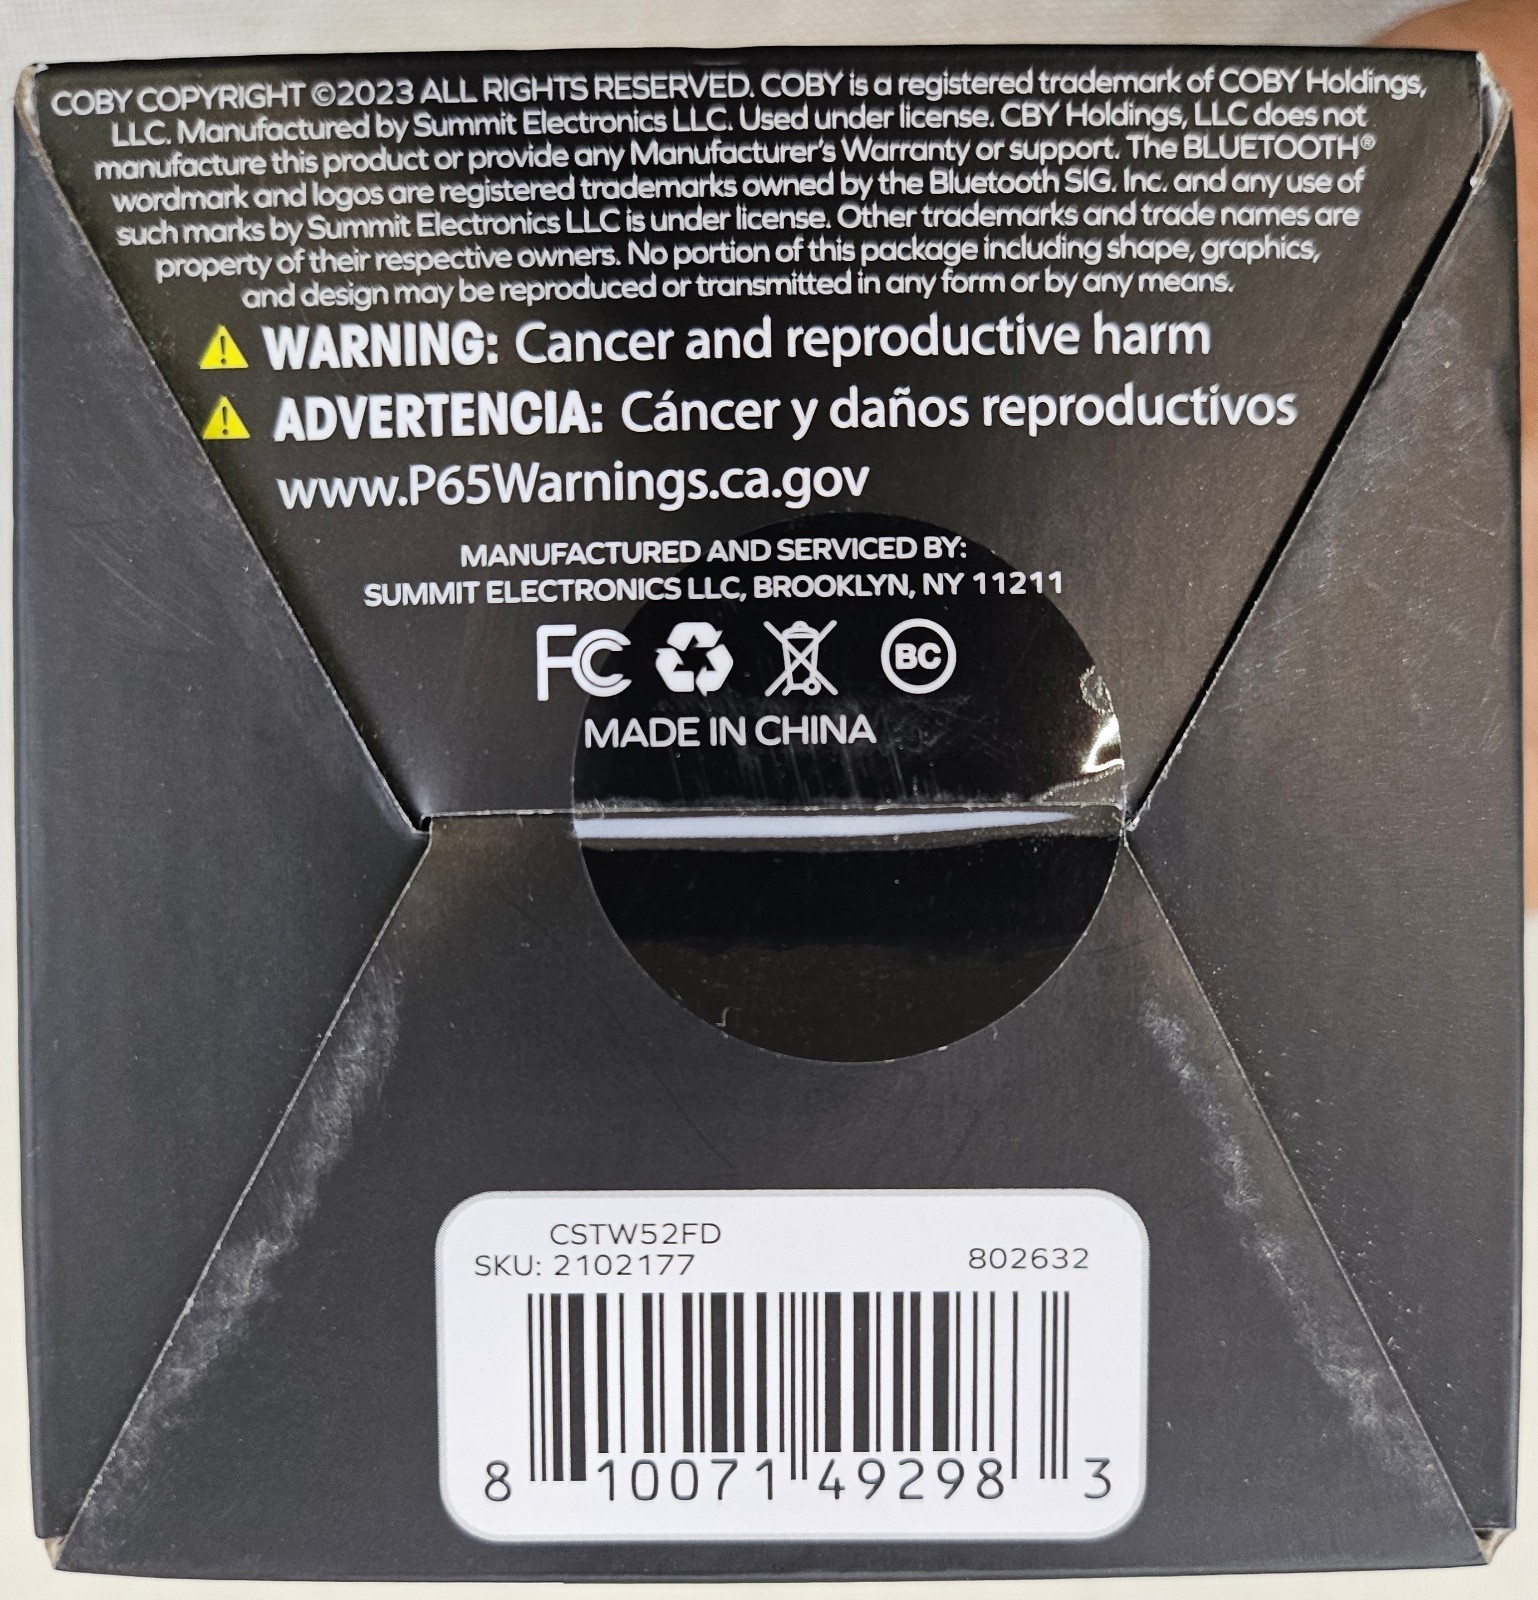 COBY COPYRIGHT ©2023 ALL RIGHTS RESERVED. COBY is a registered trademark of COBY Holdings,
LLC. Manufactured by Summit Electronics LLC. Used under license. CBY Holdings, LLC does not
manufacture this product or provide any Manufacturer's Warranty or support. The BLUETOOTH®
wordmark and logos are registered trademarks owned by the Bluetooth SIG. Inc. and any use of
such marks by Summit Electronics LLC is under license. Other trademarks and trade names are
property of their respective owners. No portion of this package including shape, graphics,
and design may be reproduced or transmitted in any form or by any means.
WARNING: Cancer and reproductive harm
ADVERTENCIA: Cáncer y daños reproductivos
www.P65Warnings.ca.gov
MANUFACTURED AND SERVICED BY:
SUMMIT ELECTRONICS LLC, BROOKLYN, NY 11211
FC BC
MADE IN CHINA
CSTW52FD
SKU: 2102177 802632
8 10071 49298 3